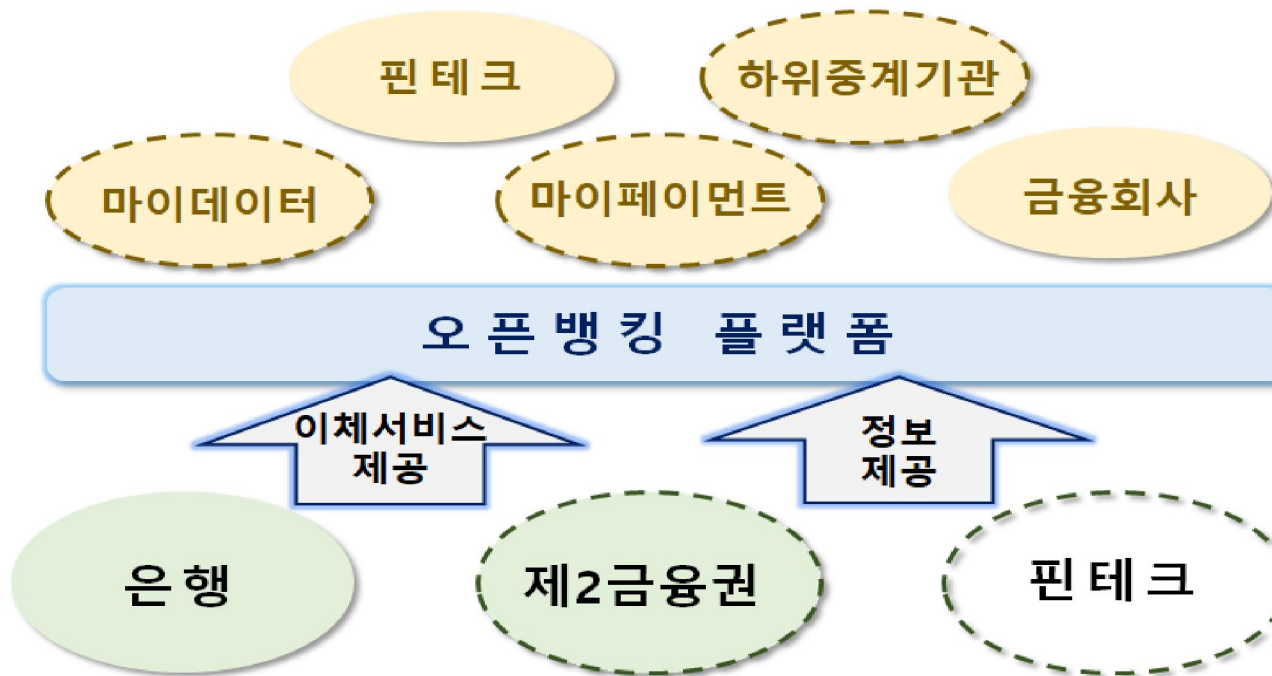 핀테크
하위중계기관
마이데이터
마이페이먼트
금융회사
오픈뱅킹 플랫폼
이체서비스
제공
정보
제공
은행
제2금융권
핀테크